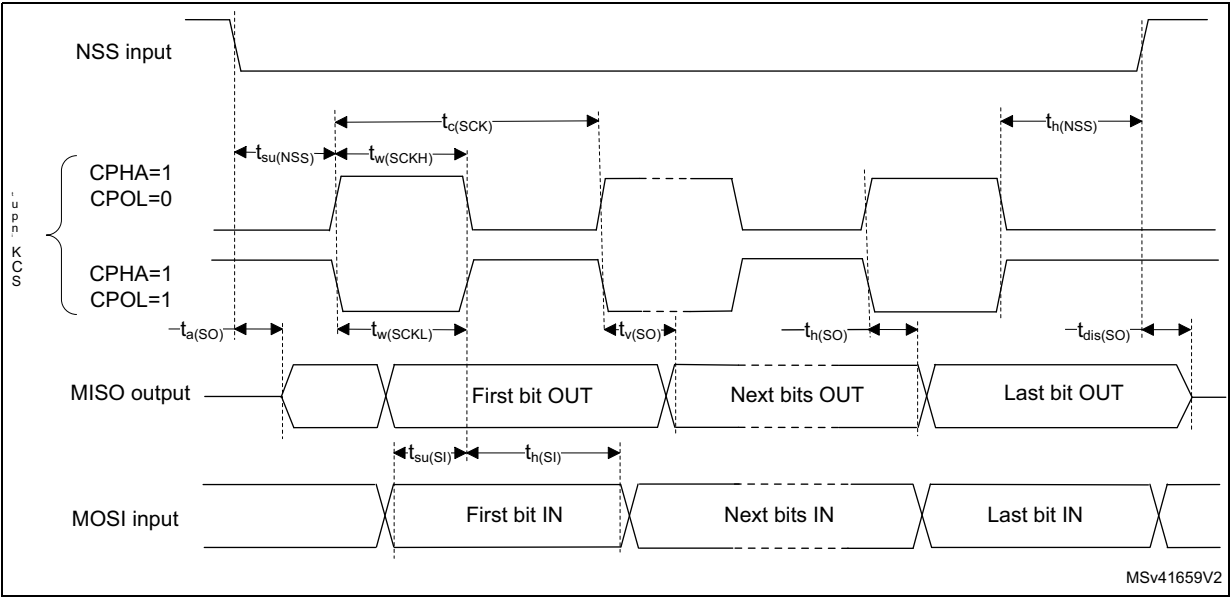 NSS input
tc(SCK)
th(NSS)
tsu(NSS)
tw(SCKH)
CPHA=1
CPOL=0
SCK input
CPHA=1
CPOL=1
ta(SO)
tw(SCKL)
tv(SO)
th(SO)
tdis(SO)
MISO output
First bit OUT
Next bits OUT
Last bit OUT
tsu(SI)
th(SI)
MOSI input
First bit IN
Next bits IN
Last bit IN
MSv41659V2